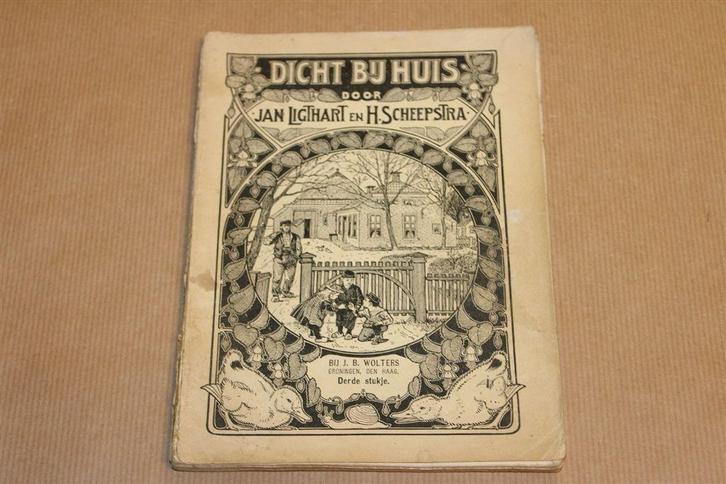 DICHT BIJ HUIS
DOOR
JAN LIGTHART EN H. SCHEEPSTRA
BIJ J. B. WOLTERS
GRONINGEN, DEN HAAG.
Derde stukje.